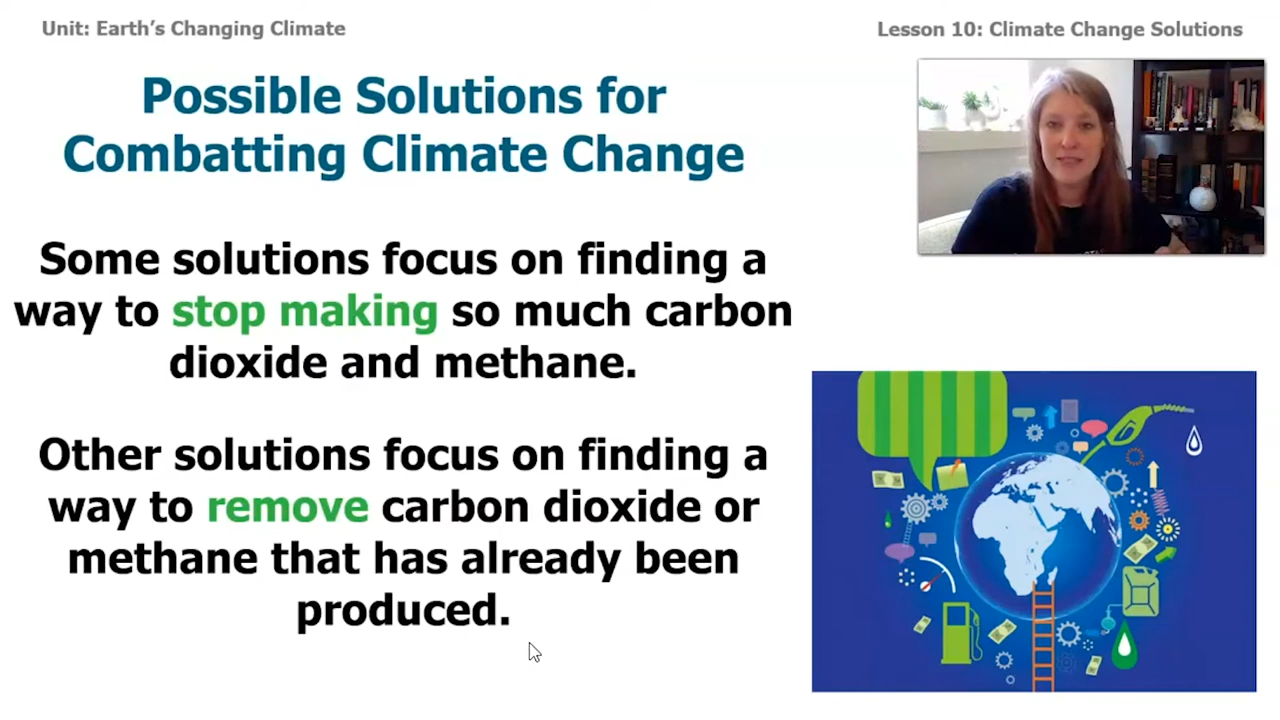 Unit: Earth's Changing Climate
Lesson 10: Climate Change Solutions
Possible Solutions for
Combatting Climate Change
Some solutions focus on finding a
way to stop making so much carbon
dioxide and methane.
Other solutions focus on finding a
way to remove carbon dioxide or
methane that has already been
produced.